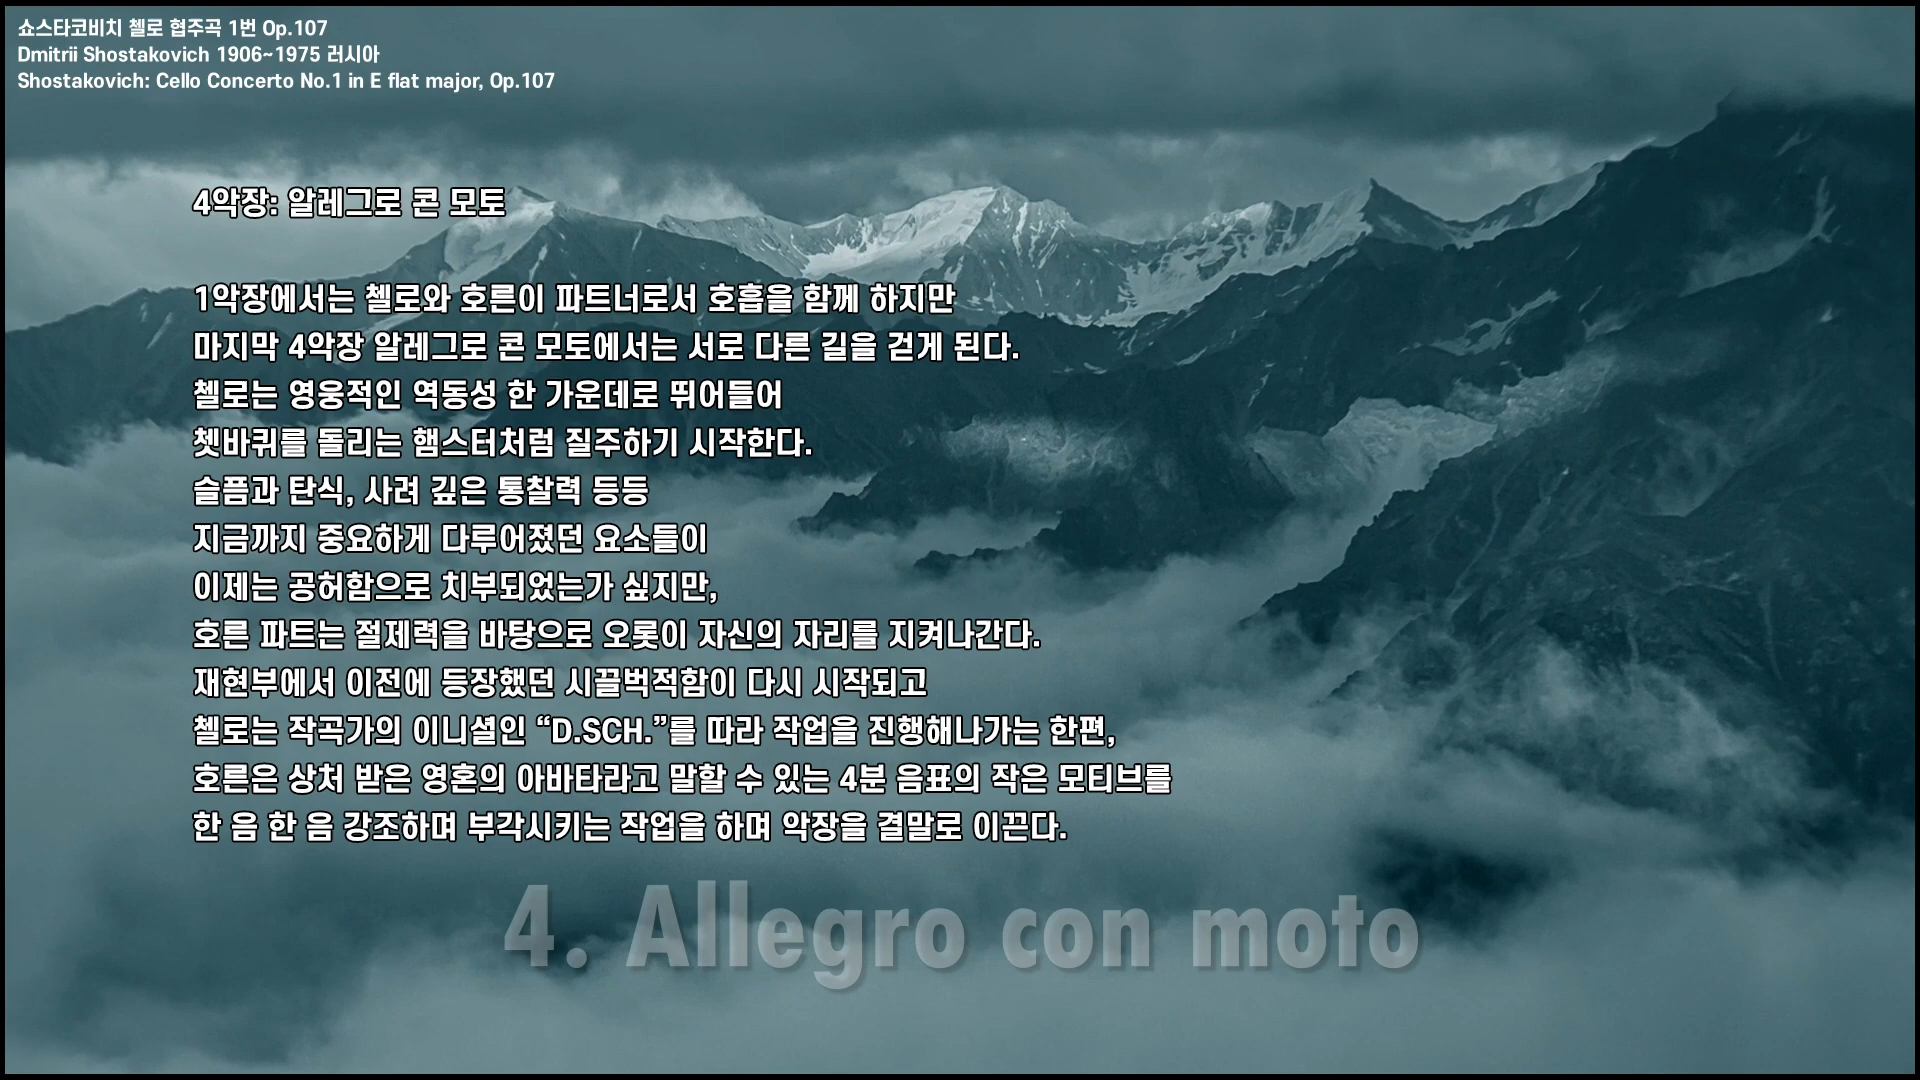 쇼스타코비치 첼로 협주곡 1번 Op.107
Dmitrii Shostakovich 1906~1975 러시아
Shostakovich: Cello Concerto No.1 in E flat major, Op.107
4악장: 알레그로 콘 모토
1악장에서는 첼로와 호른이 파트너로서 호흡을 함께 하지만
마지막 4악장 알레그로 콘 모토에서는 서로 다른 길을 걷게 된다.
첼로는 영웅적인 역동성 한 가운데로 뛰어들어
쳇바퀴를 돌리는 햄스터처럼 질주하기 시작한다.
슬픔과 탄식, 사려 깊은 통찰력 등등
지금까지 중요하게 다루어졌던 요소들이
이제는 공허함으로 치부되었는가 싶지만,
호른 파트는 절제력을 바탕으로 오롯이 자신의 자리를 지켜나간다.
재현부에서 이전에 등장했던 시끌벅적함이 다시 시작되고
첼로는 작곡가의 이니셜인 “D.SCH.”를 따라 작업을 진행해나가는 한편,
호른은 상처 받은 영혼의 아바타라고 말할 수 있는 4분 음표의 작은 모티브를
한 음 한 음 강조하며 부각시키는 작업을 하며 악장을 결말로 이끈다.
4. Allegro con moto